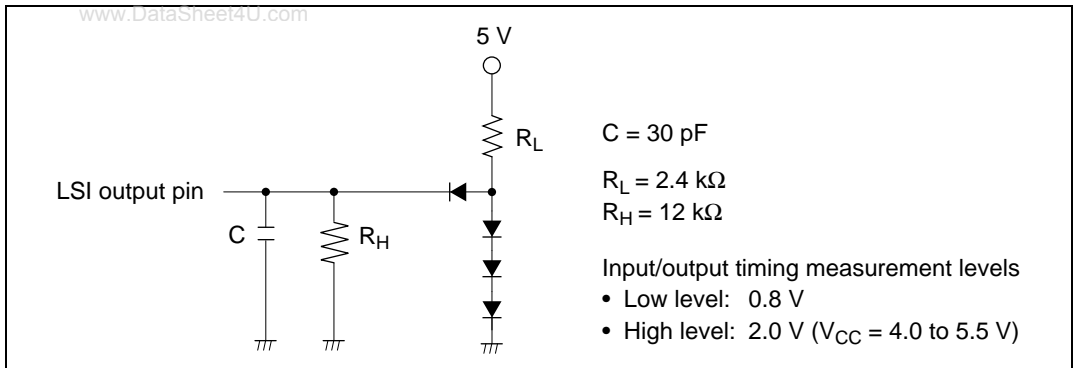 www.DataSheet4U.com
5 V
R_L
C = 30 pF
R_L = 2.4 kΩ
R_H = 12 kΩ
LSI output pin
C
R_H
Input/output timing measurement levels
• Low level: 0.8 V
• High level: 2.0 V (V_CC = 4.0 to 5.5 V)